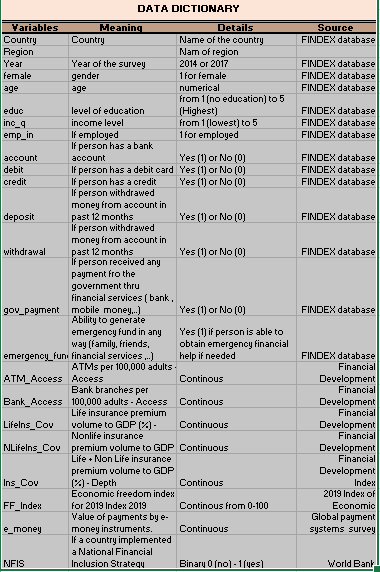 DATA DICTIONARY
Variables Meaning Details Source
Country Country Name of the country FINDEX database
Region Nam of region
Year Year of the survey 2014 or 2017 FINDEX database
female gender 1 for female FINDEX database
age age numerical FINDEX database
from 1 (no education) to 5
educ level of education (Highest) FINDEX database
inc_q income level from 1 (lowest) to 5 FINDEX database
emp_in If employed 1 for employed FINDEX database
If person has a bank
account account Yes (1) or No (0) FINDEX database
debit If person has a debit card Yes (1) or No (0) FINDEX database
credit If person has a credit Yes (1) or No (0) FINDEX database
If person withdrawed
money from account in
deposit past 12 months Yes (1) or No (0) FINDEX database
If person withdrawed
money from account in
withdrawal past 12 months Yes (1) or No (0) FINDEX database
If person received any
payment fro the
government thru
financial services ( bank ,
gov_payment mobile money,..) Yes (1) or No (0) FINDEX database
Ability to generate
emergency fund in any Yes (1) if person is able to
way (family, friends, obtain emergency financial
emergency_fun financial services ,..) help if needed FINDEX database
ATMs per 100,000 adults - Financial
ATM_Access Access Continous Development
Bank branches per Financial
Bank_Access 100,000 adults - Access Continous Development
Life insurance premium Financial
LifeIns_Cov volume to GDP (%) - Continuous Development
Nonlife insurance Financial
NLifeIns_Cov premium volume to GDP Continuous Development
Life + Non Life insurance Financial
premium volume to GDP Development
Ins_Cov (%) - Depth Continous Index
Economic freedom index 2019 Index of
FF_Index for 2019 Index 2019 Continous from 0-100 Economic
Value of payments by e- Global payment
e_money money instruments. Continuous systems survey
If a country implemented
a National Financial
NFIS Inclusion Strategy Binary 0 (no) - 1 (yes) World Bank